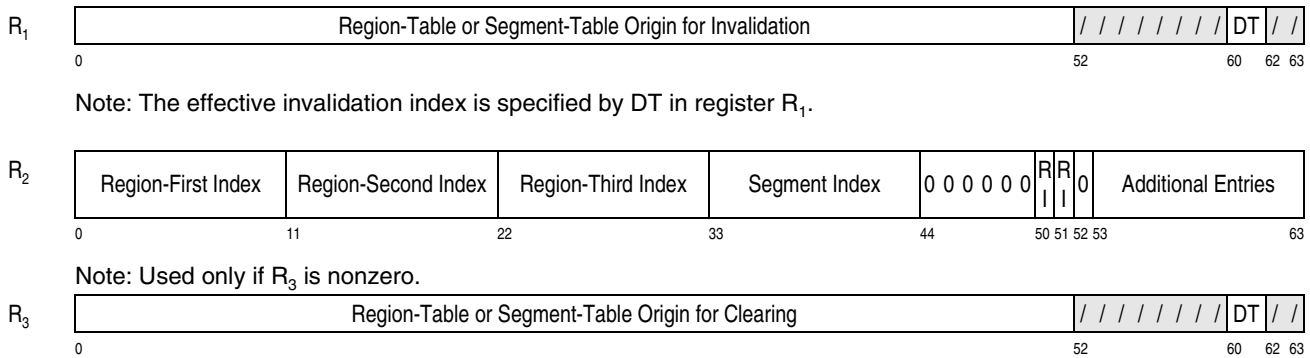 R1 Region-Table or Segment-Table Origin for Invalidation / / / / / / / / DT / /
0 52 60 62 63
Note: The effective invalidation index is specified by DT in register R1.
R2 Region-First Index Region-Second Index Region-Third Index Segment Index 0 0 0 0 0 0 R I R I 0 Additional Entries
0 11 22 33 44 50 51 52 53 63
Note: Used only if R3 is nonzero.
R3 Region-Table or Segment-Table Origin for Clearing / / / / / / / / DT / /
0 52 60 62 63